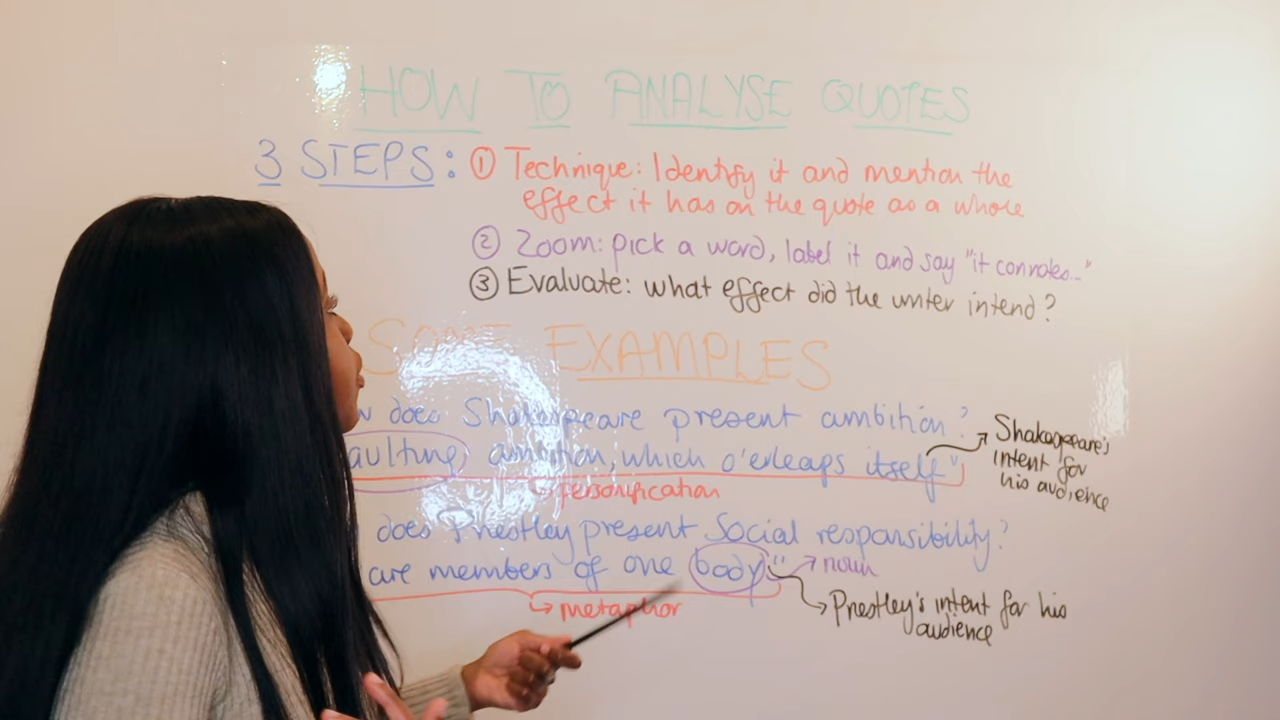 HOW TO ANALYSE QUOTES
3 STEPS: ① Technique: Identify it and mention the
effect it has on the quote as a whole
② Zoom: pick a word, label it and say "it connotes..."
③ Evaluate: what effect did the writer intend?
SOME EXAMPLES
w does Shakespeare present ambition?
aulting ambition, which o'erleaps itself"
↳ personification
Shakespeare's
intent for
his audience
does Priestley present Social responsibility?
are members of one body" → noun
↳ metaphor
Priestley's intent for his
audience